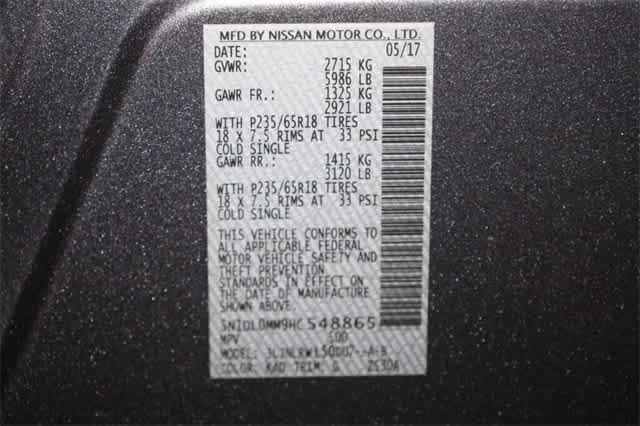 MFD BY NISSAN MOTOR CO., LTD.
DATE: 05/17
GVWR: 2715 KG
5986 LB
GAWR FR.: 1325 KG
2921 LB
WITH P235/65R18 TIRES
18 X 7.5 RIMS AT 33 PSI
COLD SINGLE
GAWR RR.: 1415 KG
3120 LB
WITH P235/65R18 TIRES
18 X 7.5 RIMS AT 33 PSI
COLD SINGLE
THIS VEHICLE CONFORMS TO
ALL APPLICABLE FEDERAL
MOTOR VEHICLE SAFETY AND
THEFT PREVENTION
STANDARDS IN EFFECT ON
THE DATE OF MANUFACTURE
SHOWN ABOVE.
548865
MPV
MODEL:
COLOR: KAD TRIM: G